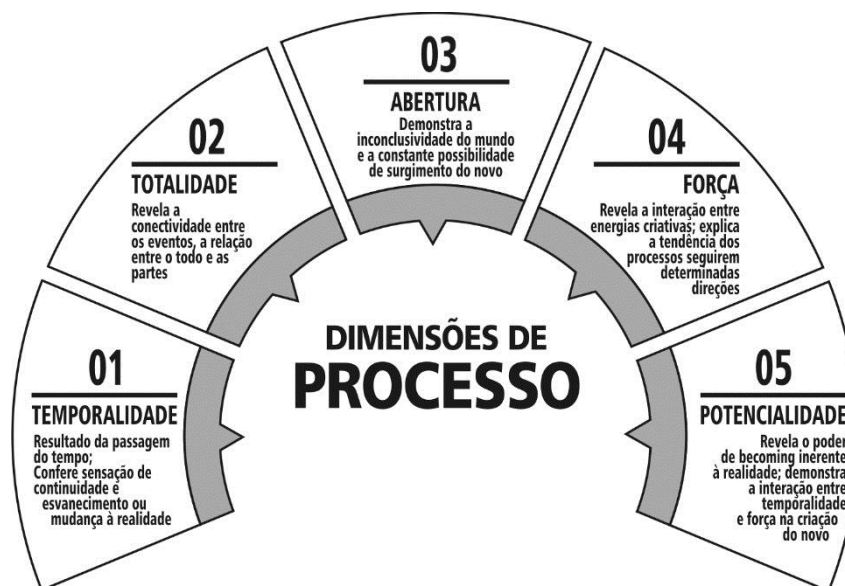 01
TEMPORALIDADE
Resultado da passagem
do tempo;
Confere sensação de
continuidade e
esvanecimento ou
mudança à realidade
02
TOTALIDADE
Revela a
conectividade entre
os eventos, a relação
entre o todo e as
partes
03
ABERTURA
Demonstra a
inconclusividade do mundo
e a constante possibilidade
de surgimento do novo
04
FORÇA
Revela a interação entre
energias criativas; explica
a tendência dos
processos seguirem
determinadas
direções
05
POTENCIALIDADE
Revela o poder
de becoming inerente
à realidade; demonstra
a interação entre
temporalidade
e força na criação
do novo
DIMENSÕES DE
PROCESSO